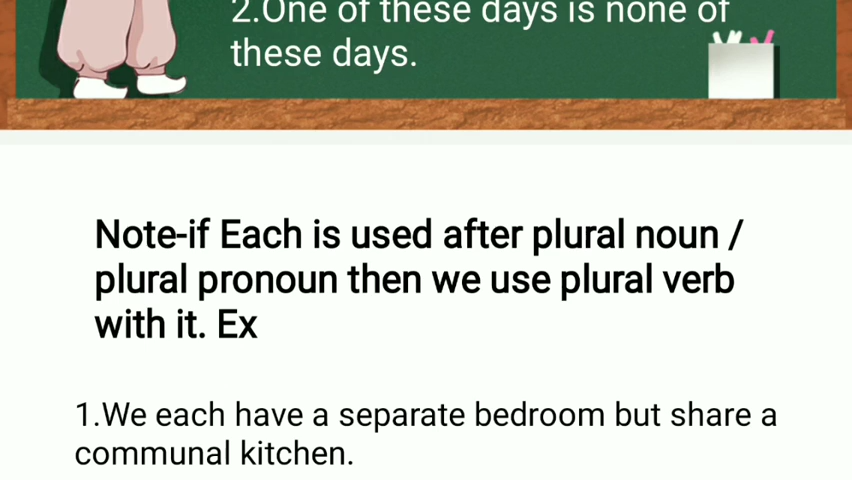 2.One of these days is none of
these days.
Note-if Each is used after plural noun /
plural pronoun then we use plural verb
with it. Ex
1.We each have a separate bedroom but share a
communal kitchen.